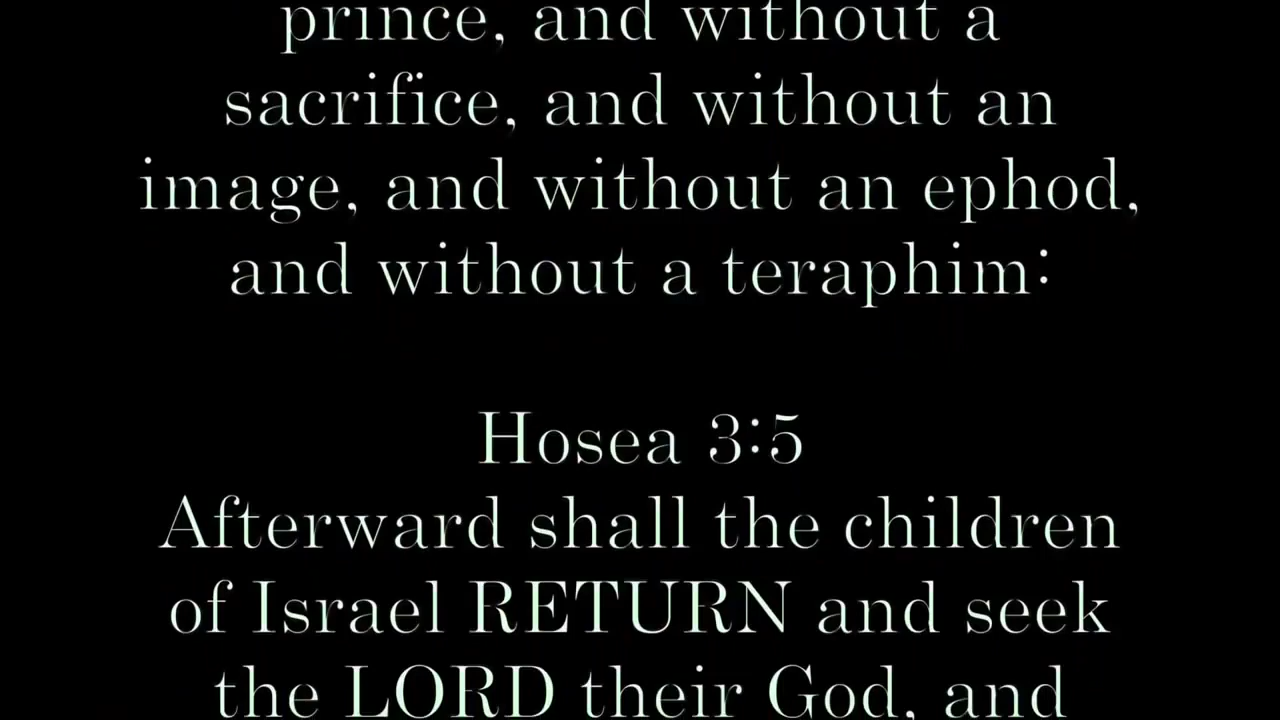 prince, and without a
sacrifice, and without an
image, and without an ephod,
and without a teraphim:
Hosea 3:5
Afterward shall the children
of Israel RETURN and seek
the LORD their God, and